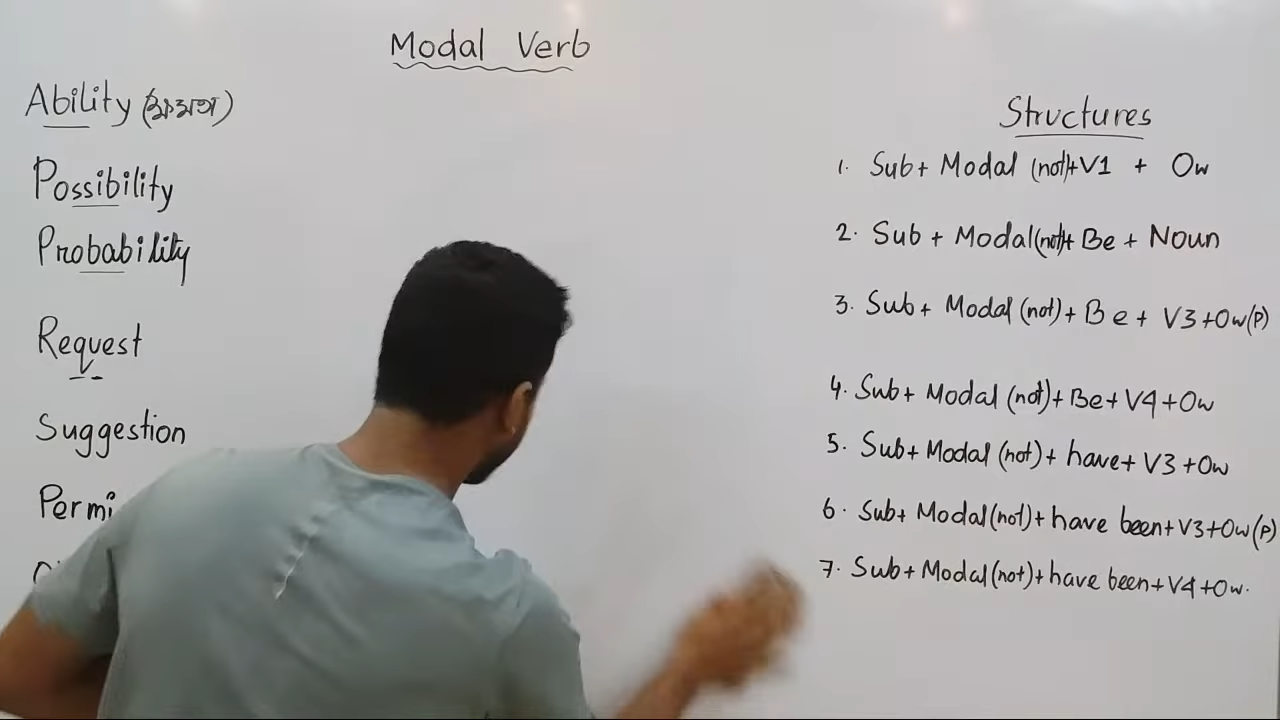 Modal Verb
Ability (ক্ষমতা)
Possibility
Probability
Request
Suggestion
Permi
Structures
1. Sub + Modal (not)+V1 + Ow
2. Sub + Modal(not)+ Be + Noun
3. Sub + Modal (not) + Be + V3 +Ow(P)
4. Sub + Modal (not)+Be+ V4 +Ow
5. Sub+ Modal (not) + have+ V3 +Ow
6. Sub+ Modal(not)+have been+V3+Ow(P)
7. Sub+Modal(not)+have been+V4 +Ow.